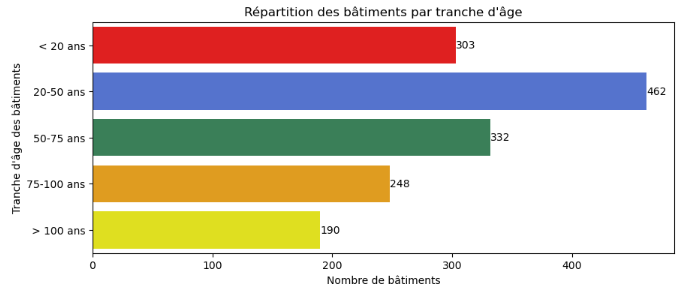 Répartition des bâtiments par tranche d'âge
Tranche d'âge des bâtiments
< 20 ans
303
20-50 ans
462
50-75 ans
332
75-100 ans
248
> 100 ans
190
0 100 200 300 400
Nombre de bâtiments